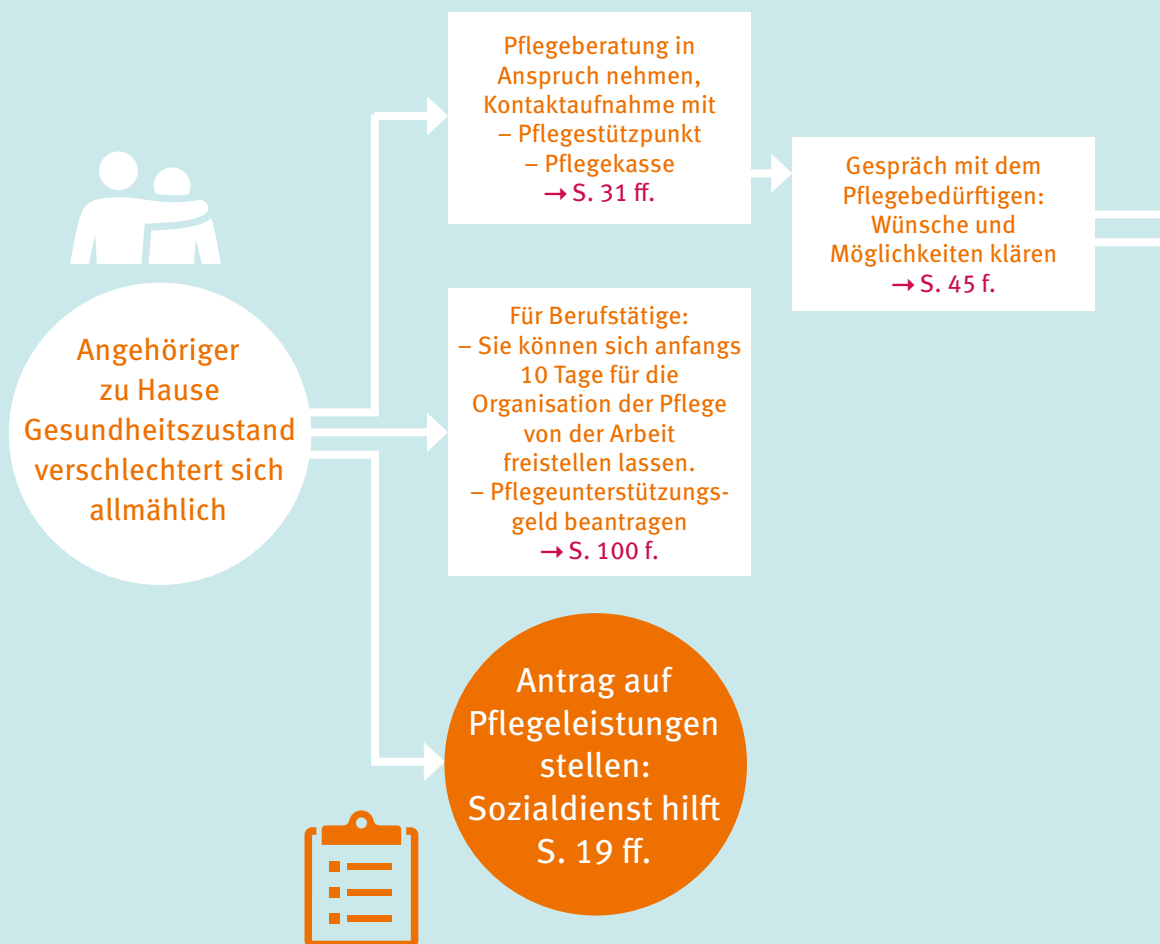 Pflegeberatung in
Anspruch nehmen,
Kontaktaufnahme mit
– Pflegestützpunkt
– Pflegekasse
→ S. 31 ff.
Gespräch mit dem
Pflegebedürftigen:
Wünsche und
Möglichkeiten klären
→ S. 45 f.
Angehöriger
zu Hause
Gesundheitszustand
verschlechtert sich
allmählich
Für Berufstätige:
– Sie können sich anfangs
10 Tage für die
Organisation der Pflege
von der Arbeit
freistellen lassen.
– Pflegeunterstützungs-
geld beantragen
→ S. 100 f.
Antrag auf
Pflegeleistungen
stellen:
Sozialdienst hilft
S. 19 ff.